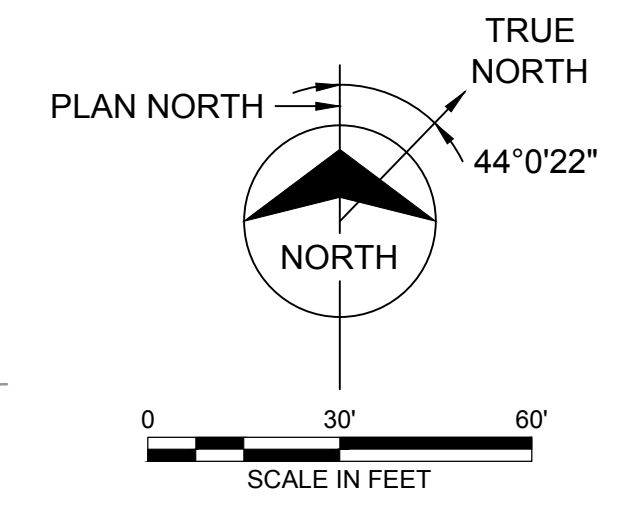 TRUE
NORTH
PLAN NORTH
44°0'22"
NORTH
0 30' 60'
SCALE IN FEET